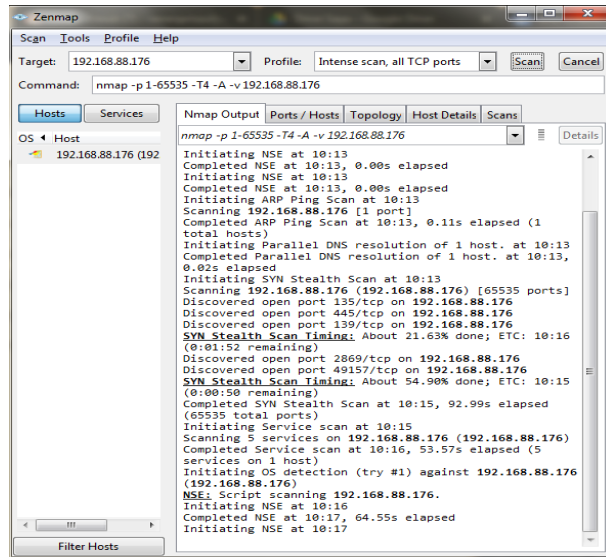 Zenmap
Scan Tools Profile Help
Target: 192.168.88.176 Profile: Intense scan, all TCP ports Scan Cancel
Command: nmap -p 1-65535 -T4 -A -v 192.168.88.176
Hosts Services
Nmap Output Ports / Hosts Topology Host Details Scans
OS Host
192.168.88.176 (192
nmap -p 1-65535 -T4 -A -v 192.168.88.176 Details
Initiating NSE at 10:13
Completed NSE at 10:13, 0.00s elapsed
Initiating NSE at 10:13
Completed NSE at 10:13, 0.00s elapsed
Initiating ARP Ping Scan at 10:13
Scanning 192.168.88.176 [1 port]
Completed ARP Ping Scan at 10:13, 0.11s elapsed (1
total hosts)
Initiating Parallel DNS resolution of 1 host. at 10:13
Completed Parallel DNS resolution of 1 host. at 10:13,
0.02s elapsed
Initiating SYN Stealth Scan at 10:13
Scanning 192.168.88.176 (192.168.88.176) [65535 ports]
Discovered open port 135/tcp on 192.168.88.176
Discovered open port 445/tcp on 192.168.88.176
Discovered open port 139/tcp on 192.168.88.176
SYN Stealth Scan Timing: About 21.63% done; ETC: 10:16
(0:01:52 remaining)
Discovered open port 2869/tcp on 192.168.88.176
Discovered open port 49157/tcp on 192.168.88.176
SYN Stealth Scan Timing: About 54.90% done; ETC: 10:15
(0:00:50 remaining)
Completed SYN Stealth Scan at 10:15, 92.99s elapsed
(65535 total ports)
Initiating Service scan at 10:15
Scanning 5 services on 192.168.88.176 (192.168.88.176)
Completed Service scan at 10:16, 53.57s elapsed (5
services on 1 host)
Initiating OS detection (try #1) against 192.168.88.176
(192.168.88.176)
NSE: Script scanning 192.168.88.176.
Initiating NSE at 10:16
Completed NSE at 10:17, 64.55s elapsed
Initiating NSE at 10:17
Filter Hosts